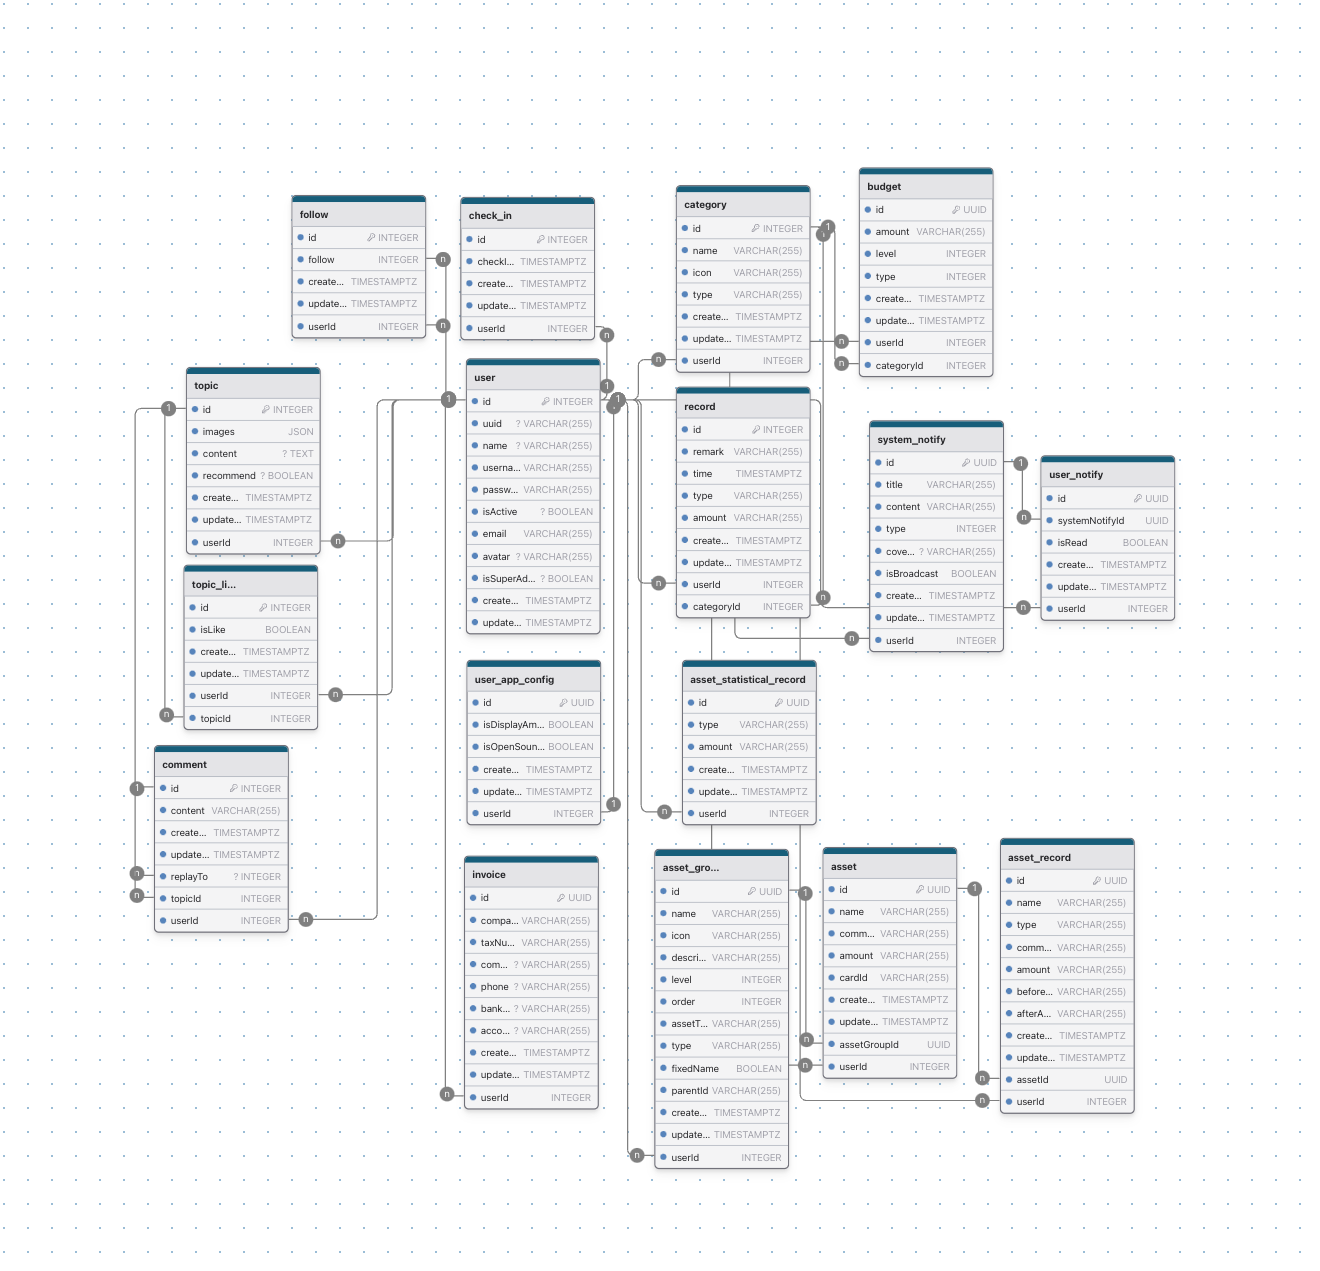 follow
id INTEGER
follow INTEGER
create... TIMESTAMPTZ
update... TIMESTAMPTZ
userId INTEGER
n
n
check_in
id INTEGER
checkI... TIMESTAMPTZ
create... TIMESTAMPTZ
update... TIMESTAMPTZ
userId INTEGER
n
1
category
id INTEGER
name VARCHAR(255)
icon VARCHAR(255)
type VARCHAR(255)
create... TIMESTAMPTZ
update... TIMESTAMPTZ
userId INTEGER
n
1
budget
id UUID
amount VARCHAR(255)
level INTEGER
type INTEGER
create... TIMESTAMPTZ
update... TIMESTAMPTZ
userId INTEGER
categoryId INTEGER
n
n
topic
id INTEGER
images JSON
content ? TEXT
recommend ? BOOLEAN
create... TIMESTAMPTZ
update... TIMESTAMPTZ
userId INTEGER
1
n
user
id INTEGER
uuid ? VARCHAR(255)
name ? VARCHAR(255)
userna... VARCHAR(255)
passw... VARCHAR(255)
isActive ? BOOLEAN
email VARCHAR(255)
avatar ? VARCHAR(255)
isSuperAd... ? BOOLEAN
create... TIMESTAMPTZ
update... TIMESTAMPTZ
1
1
record
id INTEGER
remark VARCHAR(255)
time TIMESTAMPTZ
type VARCHAR(255)
amount VARCHAR(255)
create... TIMESTAMPTZ
update... TIMESTAMPTZ
userId INTEGER
categoryId INTEGER
n
n
system_notify
id UUID
title VARCHAR(255)
content VARCHAR(255)
type INTEGER
cove... ? VARCHAR(255)
isBroadcast BOOLEAN
create... TIMESTAMPTZ
update... TIMESTAMPTZ
userId INTEGER
1
n
user_notify
id UUID
systemNotifyId UUID
isRead BOOLEAN
create... TIMESTAMPTZ
update... TIMESTAMPTZ
userId INTEGER
n
n
topic_li...
id INTEGER
isLike BOOLEAN
create... TIMESTAMPTZ
update... TIMESTAMPTZ
userId INTEGER
topicId INTEGER
n
n
user_app_config
id UUID
isDisplayAm... BOOLEAN
isOpenSoun... BOOLEAN
create... TIMESTAMPTZ
update... TIMESTAMPTZ
userId INTEGER
1
asset_statistical_record
id UUID
type VARCHAR(255)
amount VARCHAR(255)
create... TIMESTAMPTZ
update... TIMESTAMPTZ
userId INTEGER
n
comment
id INTEGER
content VARCHAR(255)
create... TIMESTAMPTZ
update... TIMESTAMPTZ
replayTo ? INTEGER
topicId INTEGER
userId INTEGER
1
n
n
n
invoice
id UUID
compa... VARCHAR(255)
taxNu... VARCHAR(255)
com... ? VARCHAR(255)
phone ? VARCHAR(255)
bank... ? VARCHAR(255)
acco... ? VARCHAR(255)
create... TIMESTAMPTZ
update... TIMESTAMPTZ
userId INTEGER
n
asset_gro...
id UUID
name VARCHAR(255)
icon VARCHAR(255)
descri... VARCHAR(255)
level INTEGER
order INTEGER
assetT... VARCHAR(255)
type VARCHAR(255)
fixedName BOOLEAN
parentId VARCHAR(255)
create... TIMESTAMPTZ
update... TIMESTAMPTZ
userId INTEGER
1
n
asset
id UUID
name VARCHAR(255)
comm... VARCHAR(255)
amount VARCHAR(255)
cardId VARCHAR(255)
create... TIMESTAMPTZ
update... TIMESTAMPTZ
assetGroupId UUID
userId INTEGER
1
n
n
asset_record
id UUID
name VARCHAR(255)
type VARCHAR(255)
comm... VARCHAR(255)
amount VARCHAR(255)
before... VARCHAR(255)
afterA... VARCHAR(255)
create... TIMESTAMPTZ
update... TIMESTAMPTZ
assetId UUID
userId INTEGER
n
n